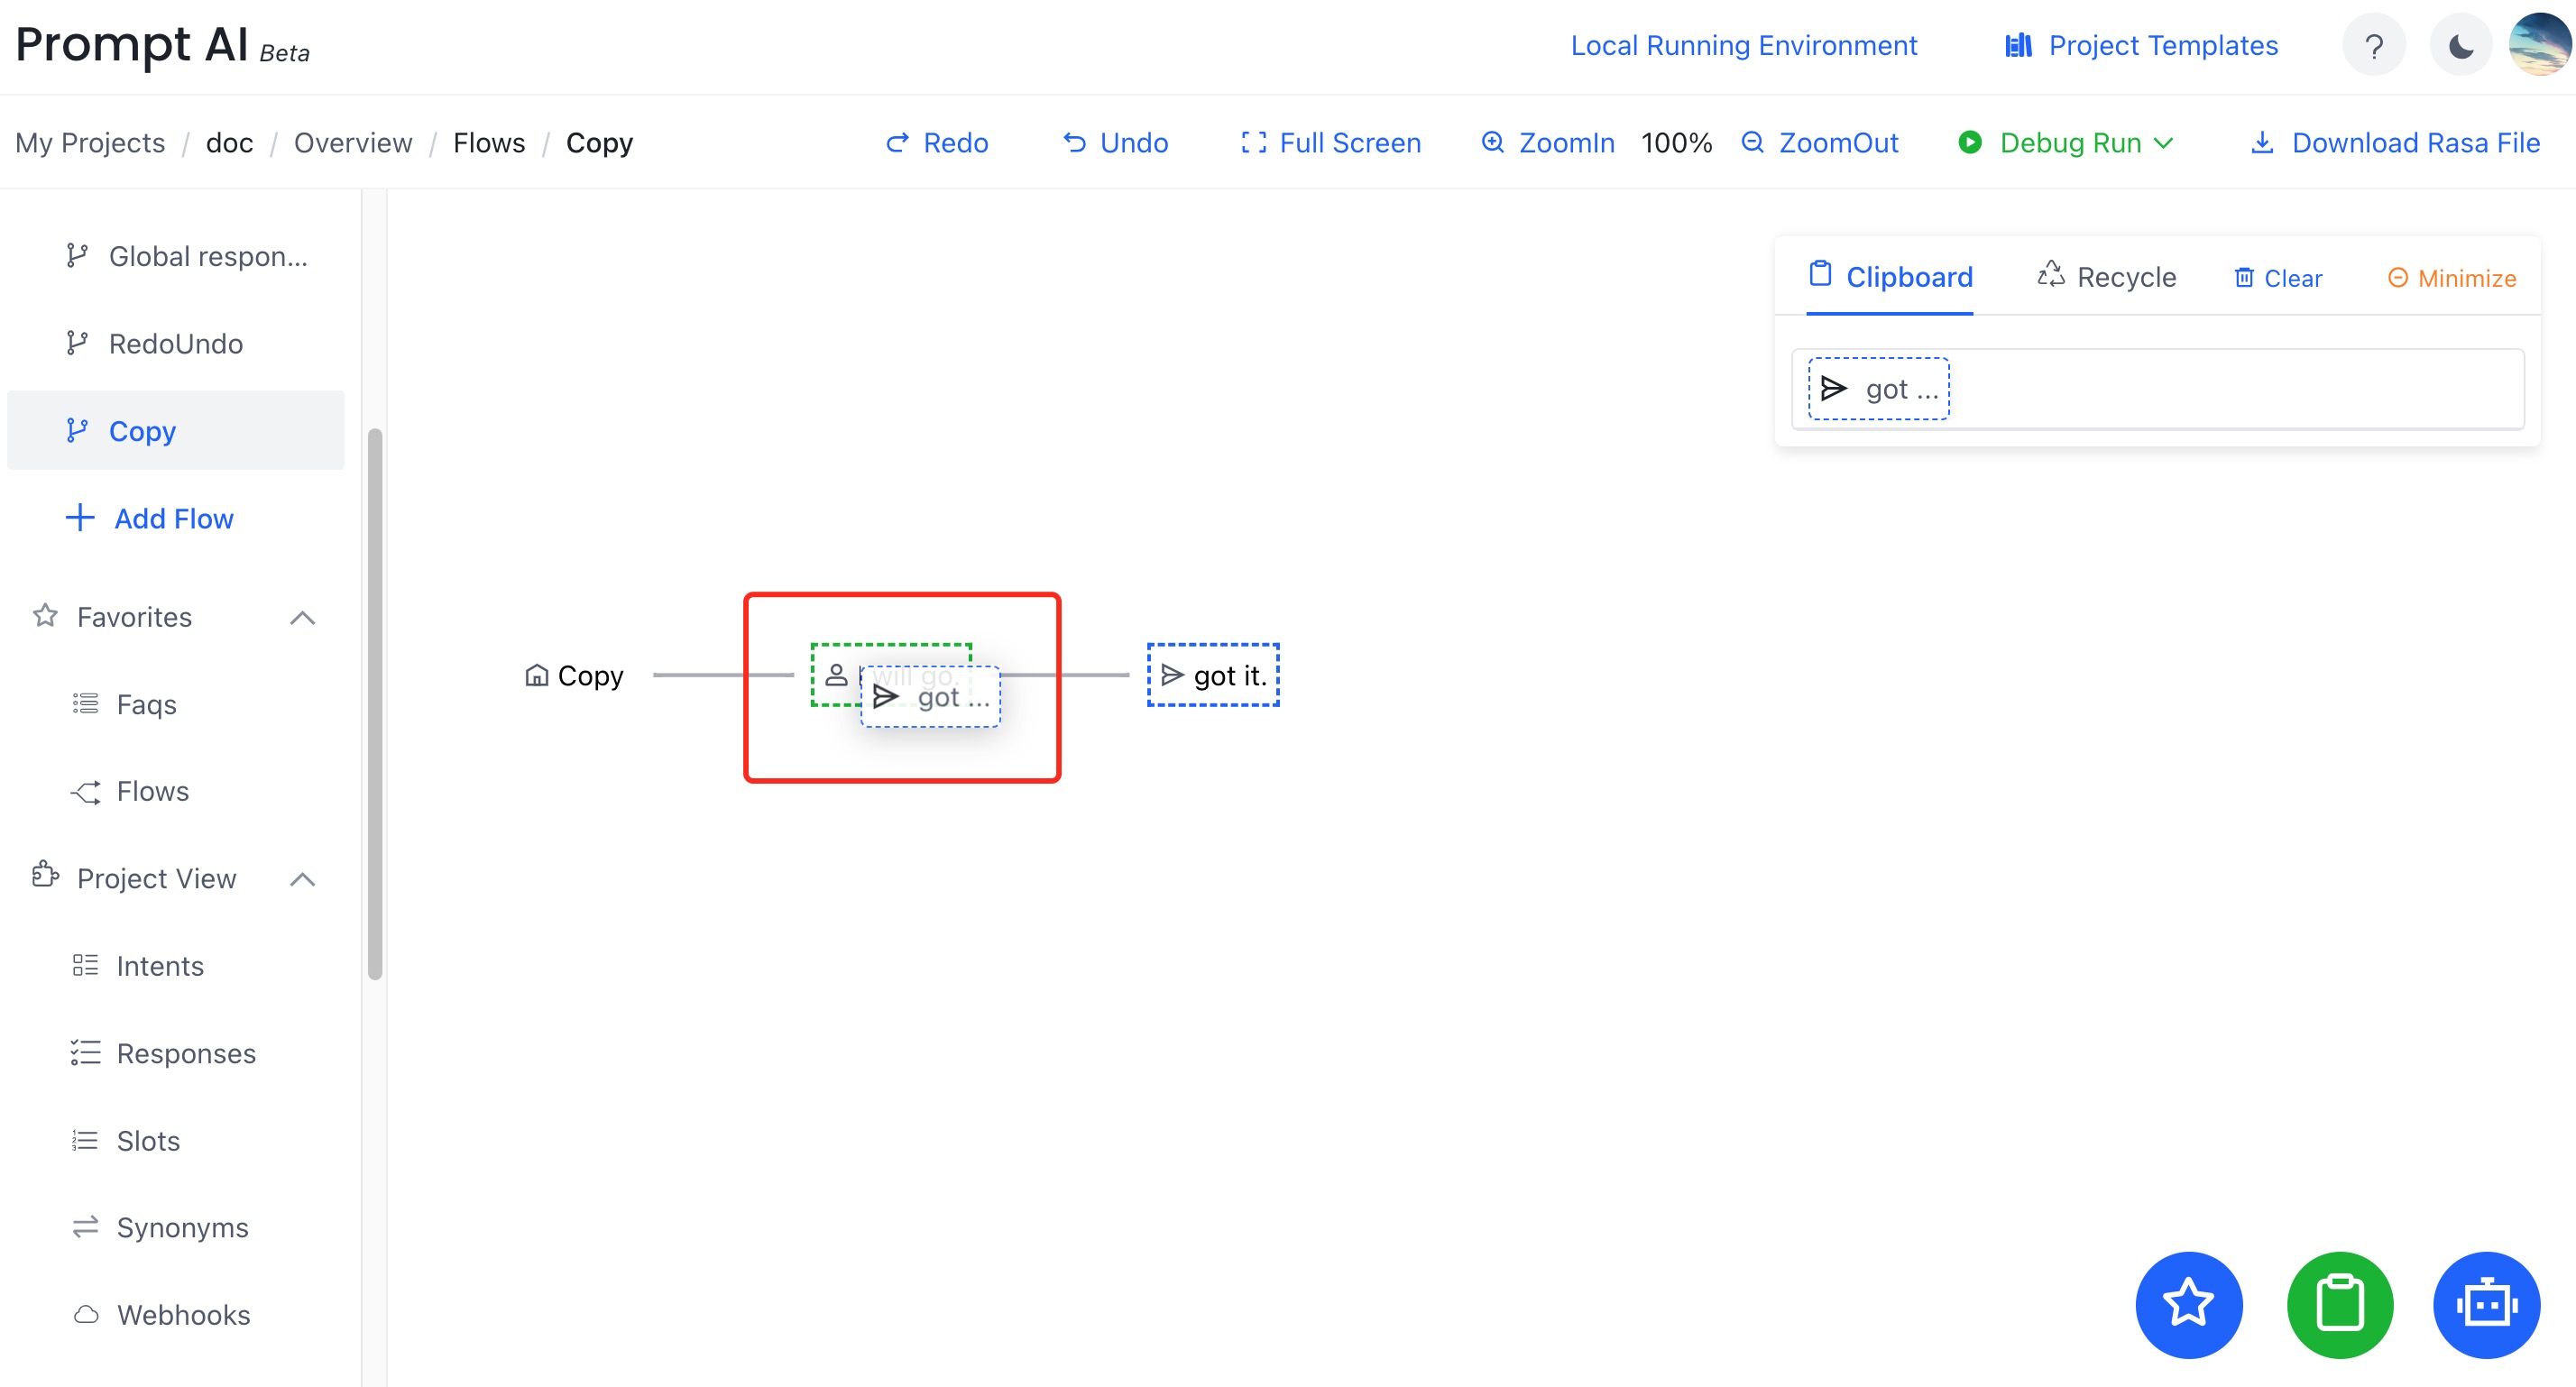 Prompt AI Beta
Local Running Environment
Project Templates
?
My Projects / doc / Overview / Flows / Copy
Redo
Undo
Full Screen
ZoomIn 100% ZoomOut
Debug Run
Download Rasa File
Global respon...
RedoUndo
Copy
Add Flow
Favorites
Faqs
Flows
Project View
Intents
Responses
Slots
Synonyms
Webhooks
Clipboard
Recycle
Clear
Minimize
got ...
Copy
will go.
got ...
got it.